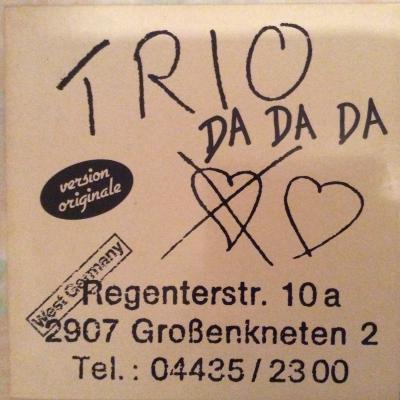 TRIO
DA DA DA
version
originale
West Germany
Regenterstr. 10a
2907 Großenkneten 2
Tel.: 04435/2300